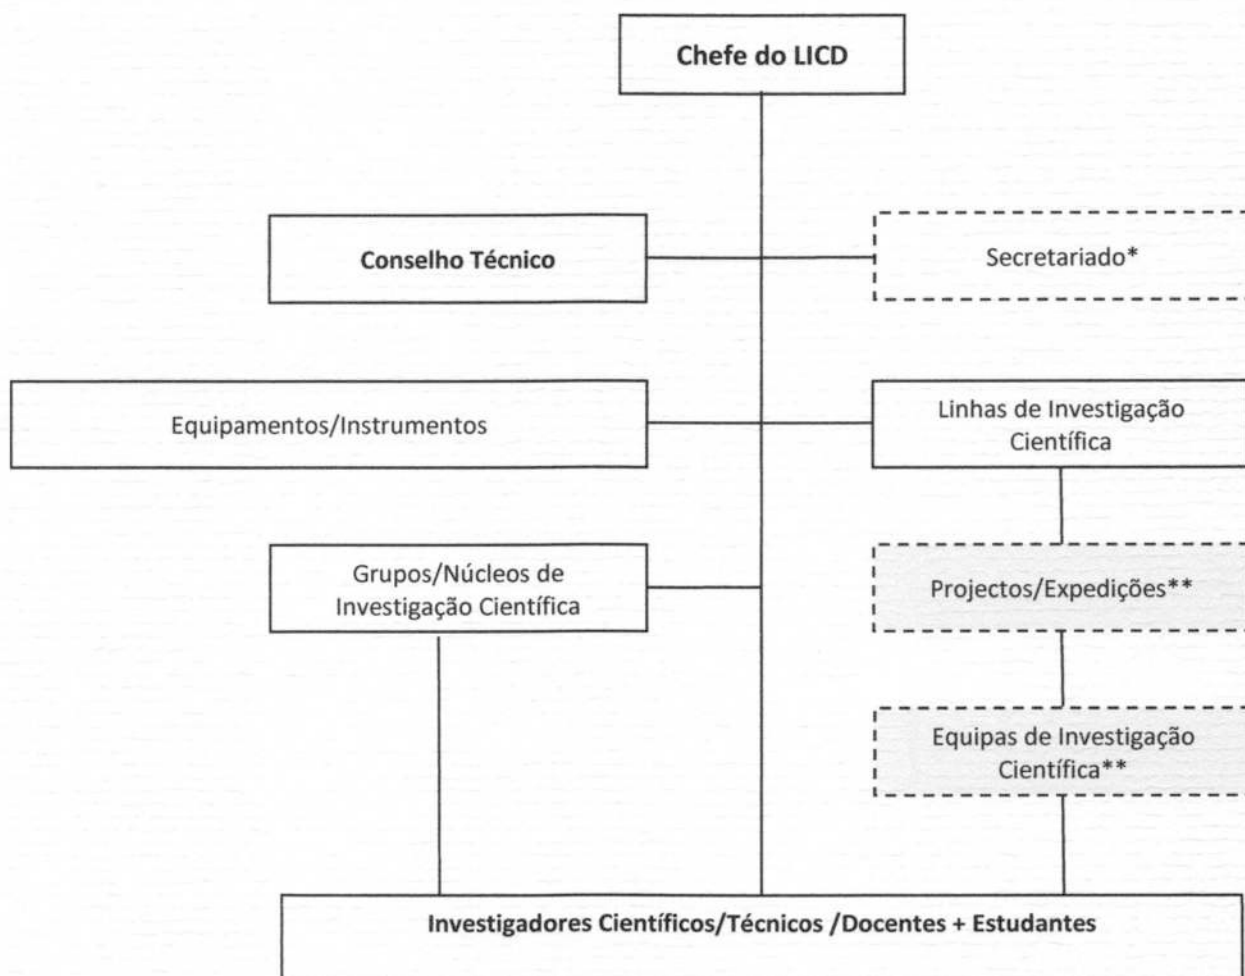 Chefe do LICD
Conselho Técnico
Secretariado*
Equipamentos/Instrumentos
Linhas de Investigação
Científica
Grupos/Núcleos de
Investigação Científica
Projectos/Expedições**
Equipas de Investigação
Científica**
Investigadores Científicos/Técnicos /Docentes + Estudantes